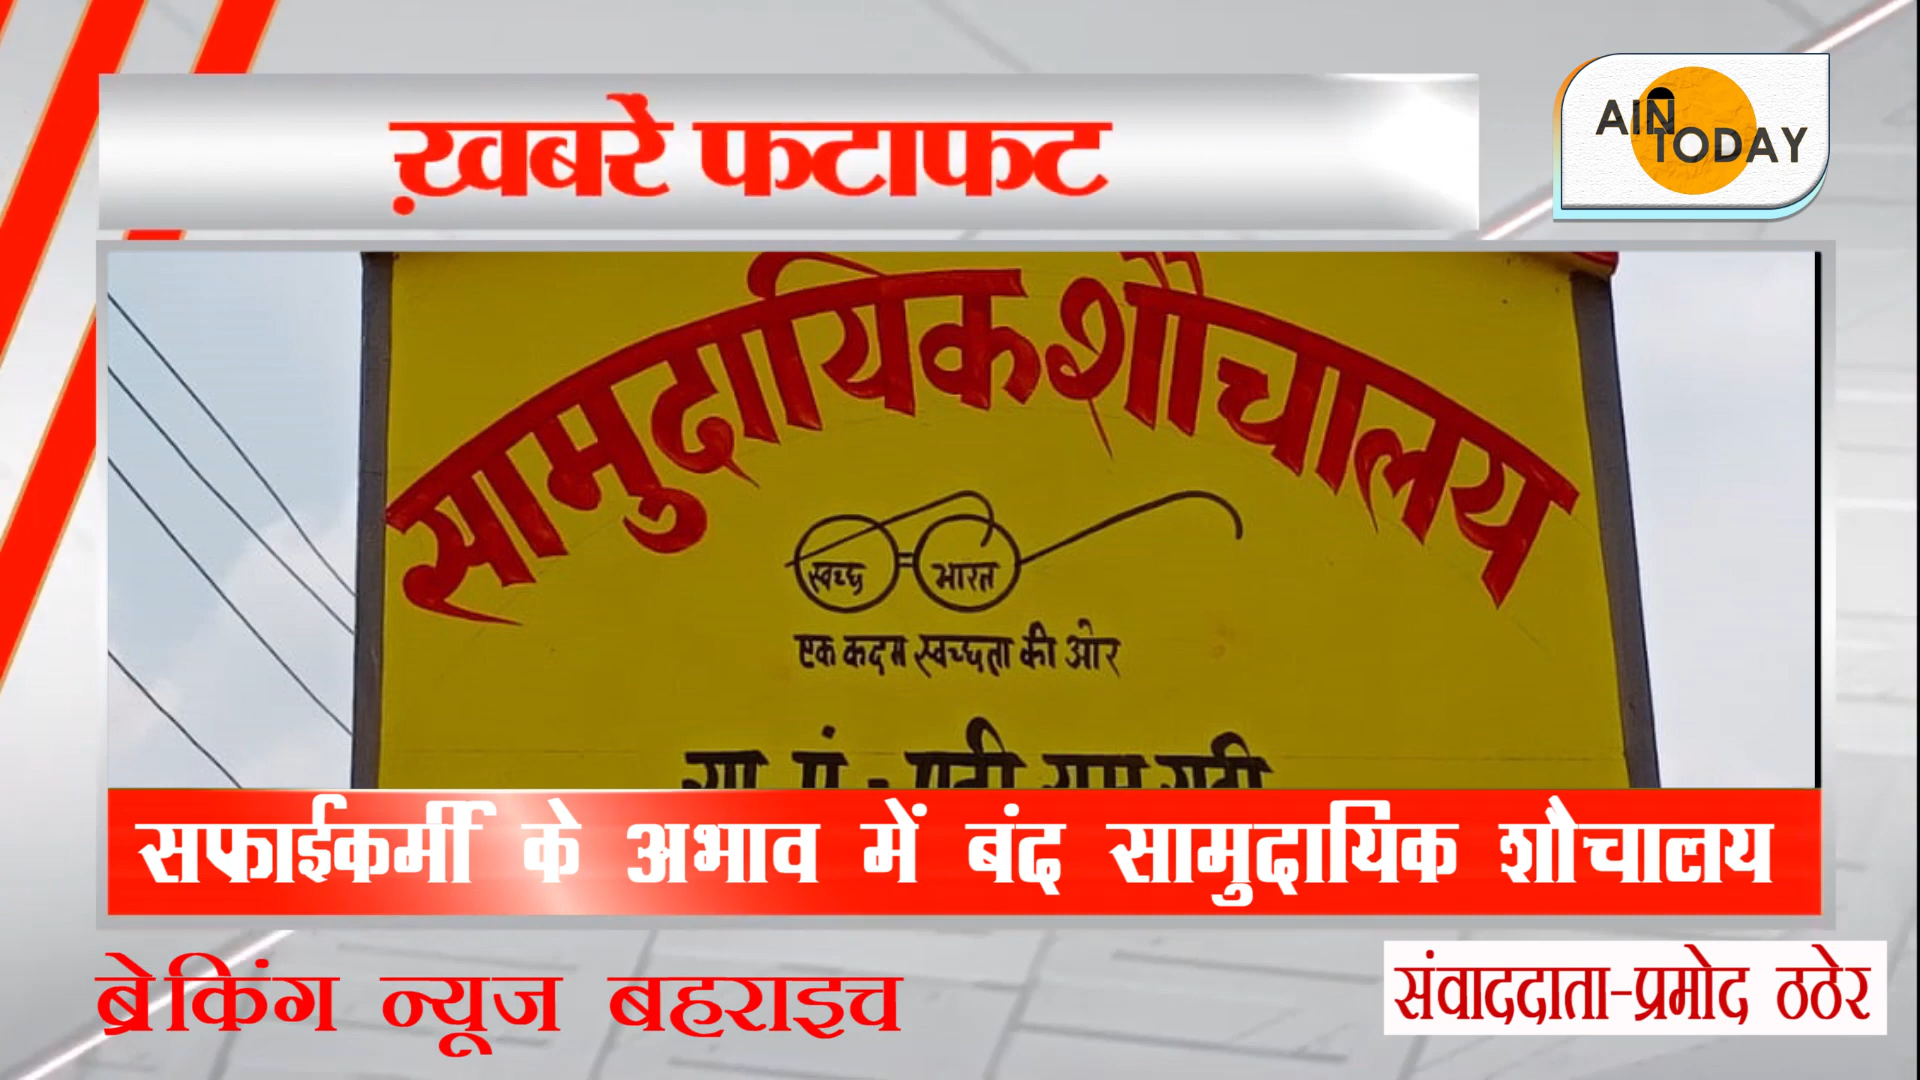 ख़बरें फटाफट
AIN
TODAY
सामुदायिक शौचालय
स्वच्छ भारत
एक कदम स्वच्छता की ओर
सफाईकर्मी के अभाव में बंद सामुदायिक शौचालय
ब्रेकिंग न्यूज बहराइच
संवाददाता-प्रमोद ठठेर